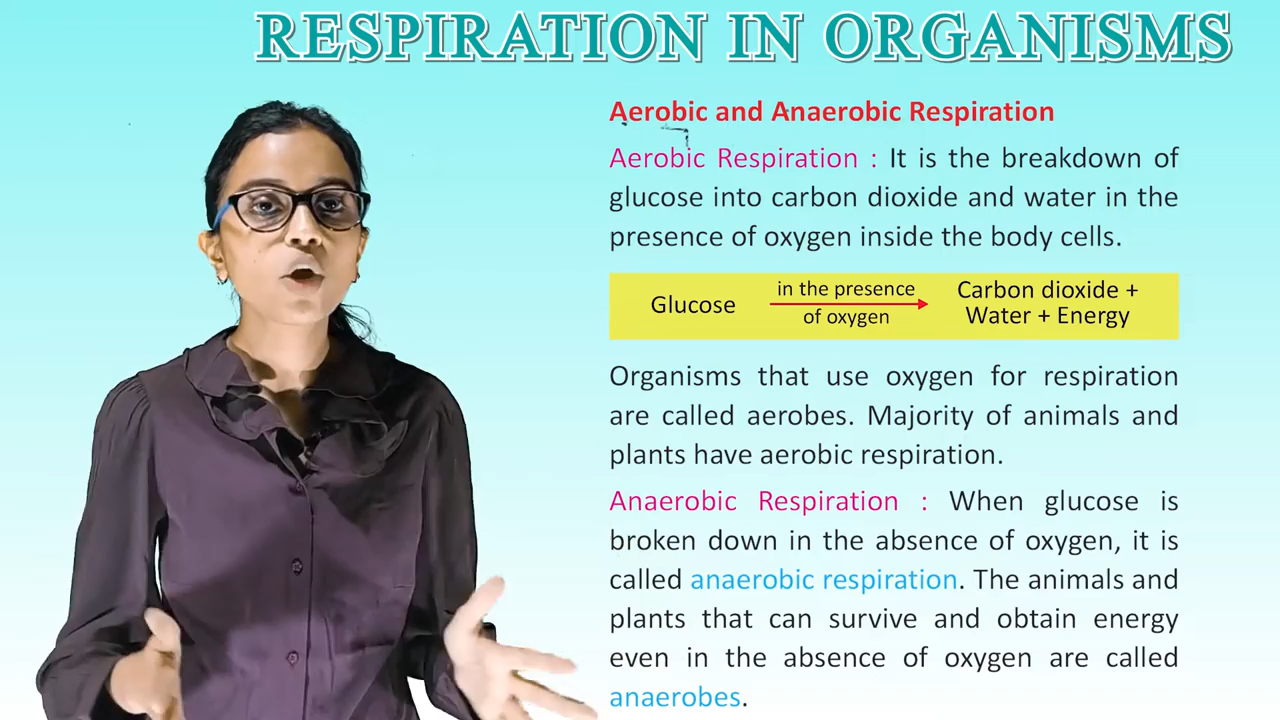 RESPIRATION IN ORGANISMS
Aerobic and Anaerobic Respiration
Aerobic Respiration : It is the breakdown of
glucose into carbon dioxide and water in the
presence of oxygen inside the body cells.
Glucose in the presence of oxygen Carbon dioxide +
Water + Energy
Organisms that use oxygen for respiration
are called aerobes. Majority of animals and
plants have aerobic respiration.
Anaerobic Respiration : When glucose is
broken down in the absence of oxygen, it is
called anaerobic respiration. The animals and
plants that can survive and obtain energy
even in the absence of oxygen are called
anaerobes.